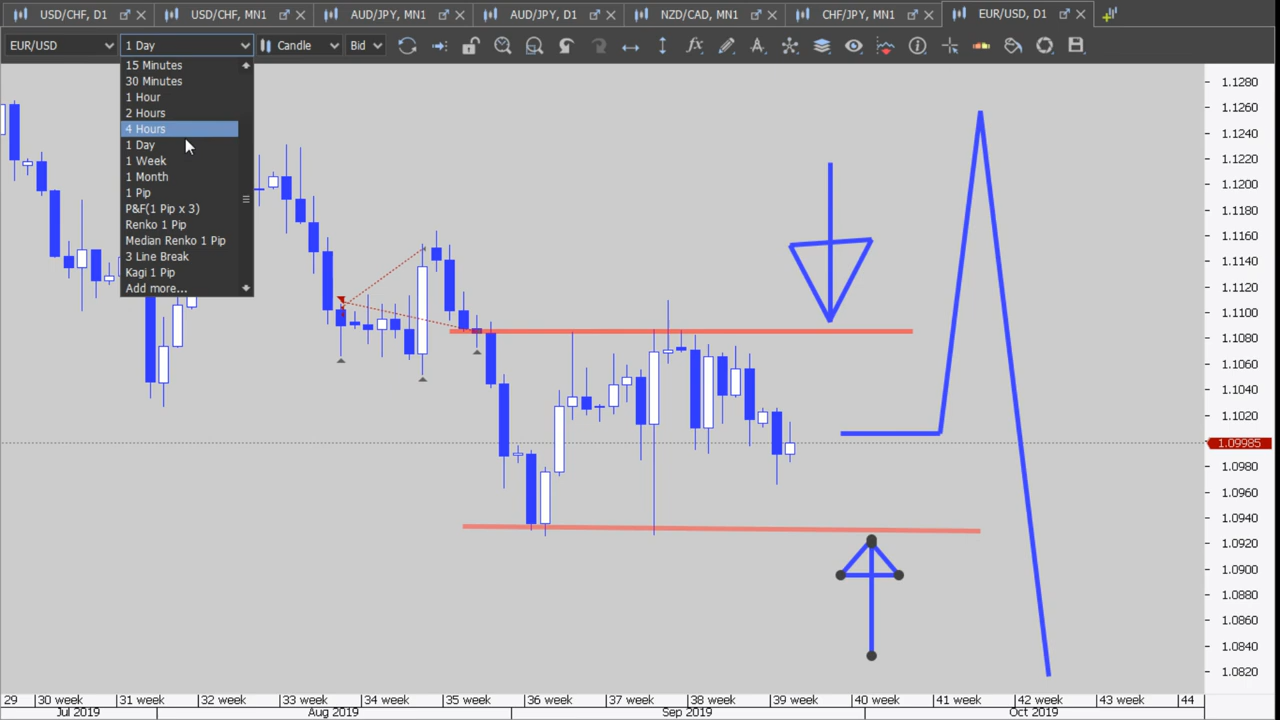 USD/CHF, D1
USD/CHF, MN1
AUD/JPY, MN1
AUD/JPY, D1
NZD/CAD, MN1
CHF/JPY, MN1
EUR/USD, D1
EUR/USD
1 Day
Candle
Bid
15 Minutes
30 Minutes
1 Hour
2 Hours
4 Hours
1 Day
1 Week
1 Month
1 Pip
P&F(1 Pip x 3)
Renko 1 Pip
Median Renko 1 Pip
3 Line Break
Kagi 1 Pip
Add more...
1.1280
1.1260
1.1240
1.1220
1.1200
1.1180
1.1160
1.1140
1.1120
1.1100
1.1080
1.1060
1.1040
1.1020
1.09985
1.0980
1.0960
1.0940
1.0920
1.0900
1.0880
1.0860
1.0840
1.0820
29 30 week 31 week 32 week 33 week 34 week 35 week 36 week 37 week 38 week 39 week 40 week 41 week 42 week 43 week 44
Jul 2019 Aug 2019 Sep 2019 Oct 2019